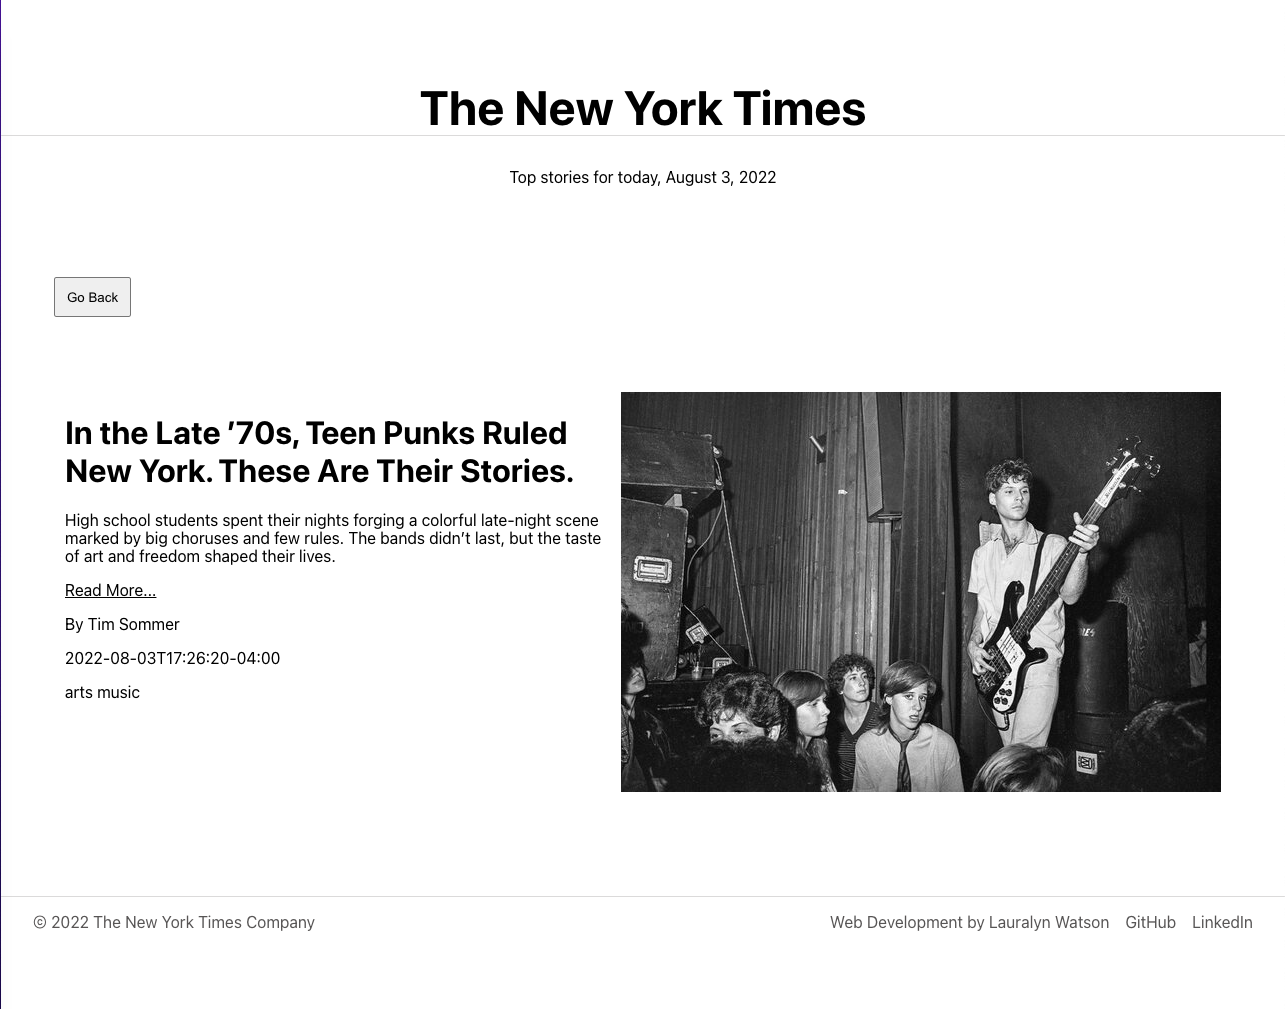 The New York Times
Top stories for today, August 3, 2022
Go Back
In the Late ’70s, Teen Punks Ruled
New York. These Are Their Stories.
High school students spent their nights forging a colorful late-night scene
marked by big choruses and few rules. The bands didn’t last, but the taste
of art and freedom shaped their lives.
Read More...
By Tim Sommer
2022-08-03T17:26:20-04:00
arts music
© 2022 The New York Times Company
Web Development by Lauralyn Watson GitHub LinkedIn